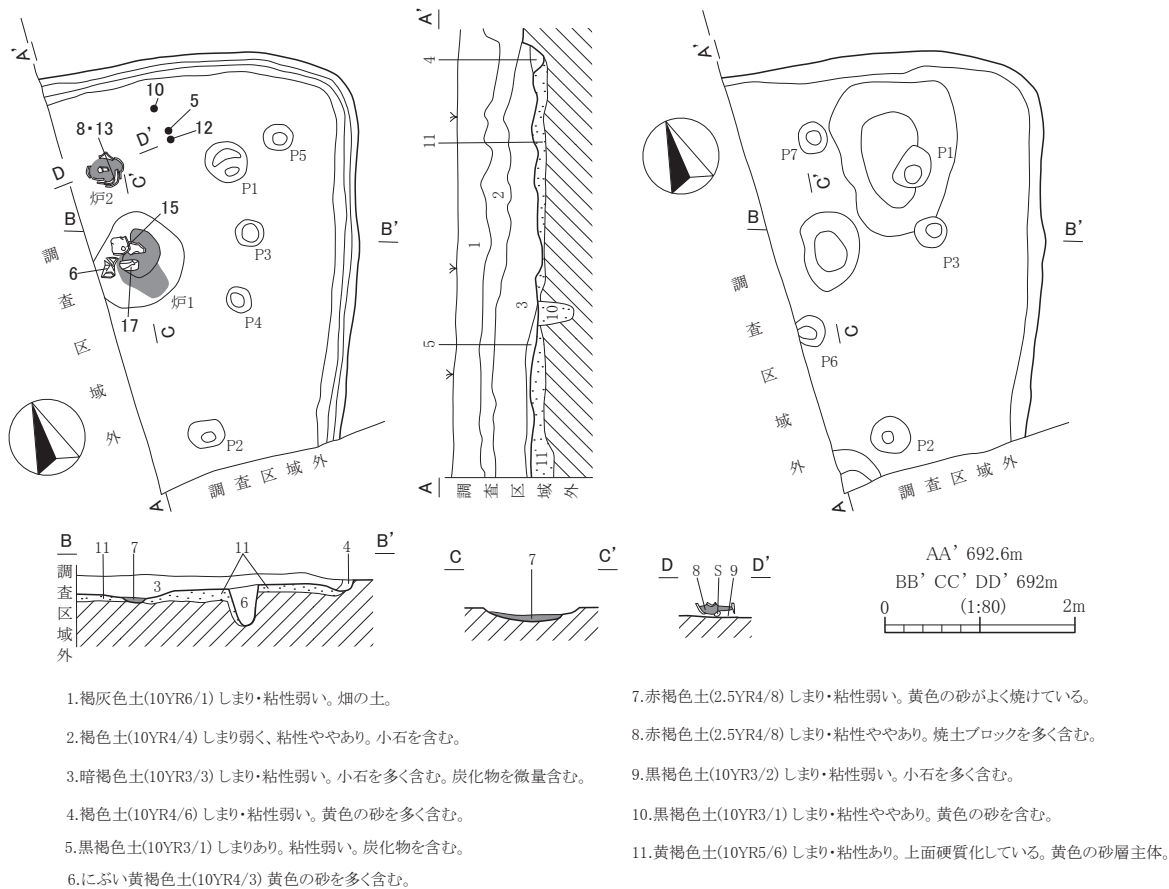 A'
10
5
8・13
12
D'
P5
D
C'
P1
炉2
15
B
B'
P3
6
炉1
P4
17
C
P2
A
調査区域外
調査区域外
A'
4
11
2
1
3
10
5
11
A
調査区域外
P7
P1
C'
B
B'
P3
C
P6
P2
A
調査区域外
調査区域外
B
B'
11
7
11
4
3
6
調査区域外
C
C'
7
D
D'
8
S
9
AA' 692.6m
BB' CC' DD' 692m
0
(1:80)
2m
1.褐灰色土(10YR6/1) しまり・粘性弱い。畑の土。
2.褐色土(10YR4/4) しまり弱く、粘性ややあり。小石を含む。
3.暗褐色土(10YR3/3) しまり・粘性弱い。小石を多く含む。炭化物を微量含む。
4.褐色土(10YR4/6) しまり・粘性弱い。黄色の砂を多く含む。
5.黒褐色土(10YR3/1) しまりあり。粘性弱い。炭化物を含む。
6.にぶい黄褐色土(10YR4/3) 黄色の砂を多く含む。
7.赤褐色土(2.5YR4/8) しまり・粘性弱い。黄色の砂がよく焼けている。
8.赤褐色土(2.5YR4/8) しまり・粘性ややあり。焼土ブロックを多く含む。
9.黒褐色土(10YR3/2) しまり・粘性弱い。小石を多く含む。
10.黒褐色土(10YR3/1) しまり・粘性ややあり。黄色の砂を含む。
11.黄褐色土(10YR5/6) しまり・粘性あり。上面硬質化している。黄色の砂層主体。